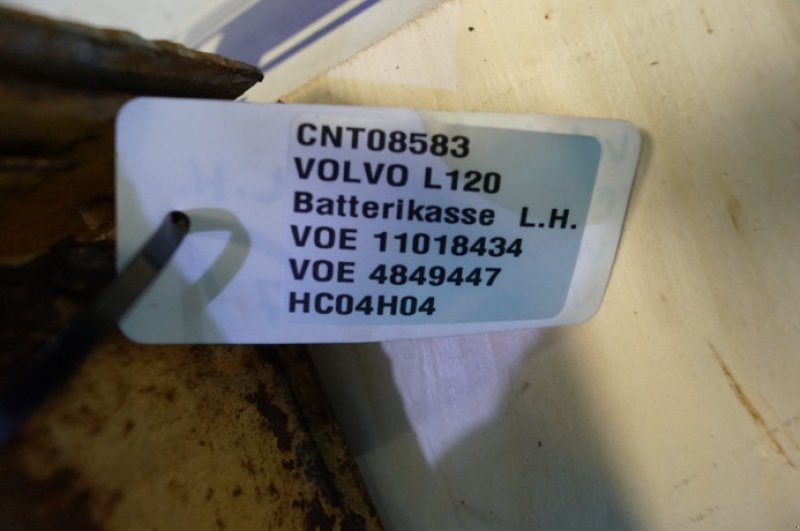 CNT08583
VOLVO L120
Batterikasse L.H.
VOE 11018434
VOE 4849447
HC04H04